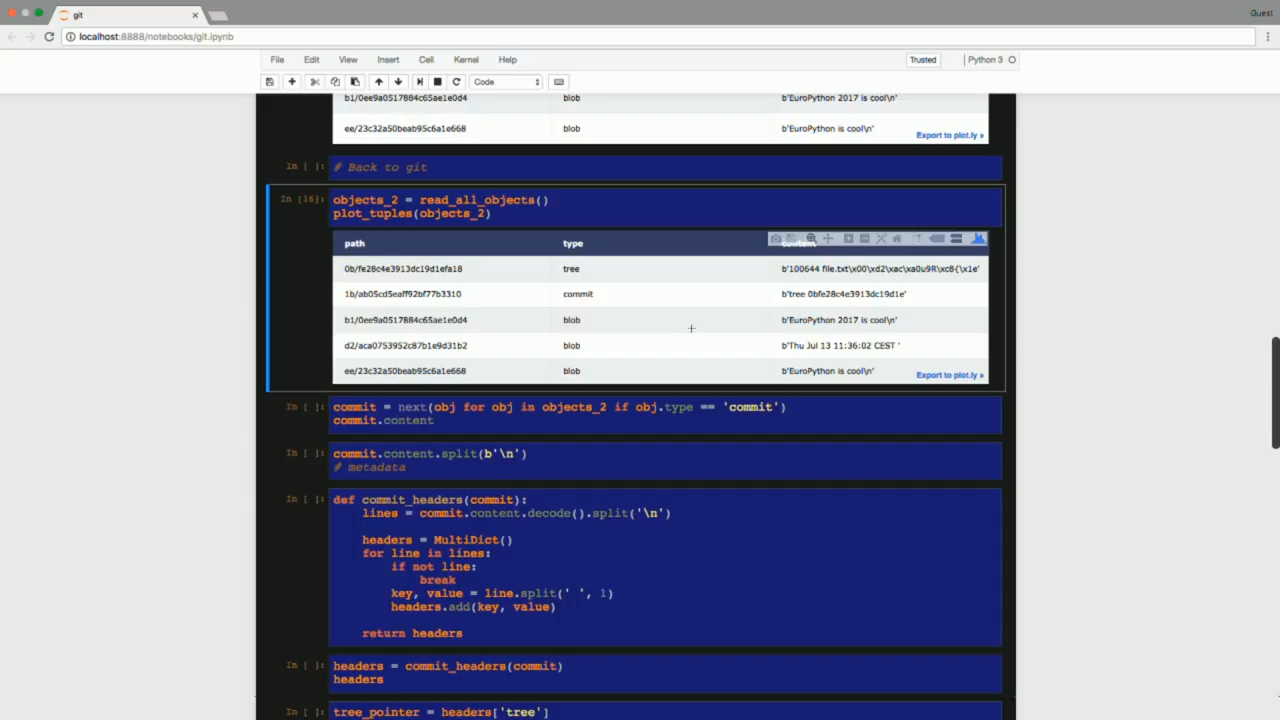 git
Guest
localhost:8888/notebooks/git.ipynb
File Edit View Insert Cell Kernel Help
Trusted Python 3
Code
b1/0ee9a0517884c65ae1e0d4 blob b'EuroPython 2017 is cool\n'
ee/23c32a50beab95c6a1e668 blob b'EuroPython is cool\n'
Export to plot.ly »
In [ ]: # Back to git
In [16]: objects_2 = read_all_objects()
plot_tuples(objects_2)
path type content
0b/fe28c4e3913dc19d1efa18 tree b'100644 file.txt\x00\xd2\xac\xa0u9R\xc8{\x1e'
1b/ab05cd5eaff92bf77b3310 commit b'tree 0bfe28c4e3913dc19d1e'
b1/0ee9a0517884c65ae1e0d4 blob b'EuroPython 2017 is cool\n'
d2/aca0753952c87b1e9d31b2 blob b'Thu Jul 13 11:36:02 CEST '
ee/23c32a50beab95c6a1e668 blob b'EuroPython is cool\n'
Export to plot.ly »
In [ ]: commit = next(obj for obj in objects_2 if obj.type == 'commit')
commit.content
In [ ]: commit.content.split(b'\n')
# metadata
In [ ]: def commit_headers(commit):
lines = commit.content.decode().split('\n')
headers = MultiDict()
for line in lines:
if not line:
break
key, value = line.split(' ', 1)
headers.add(key, value)
return headers
In [ ]: headers = commit_headers(commit)
headers
In [ ]: tree_pointer = headers['tree']